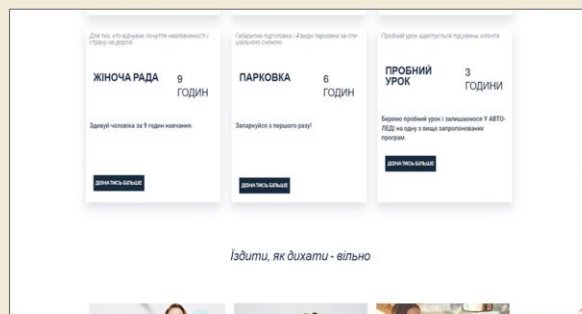 Для тих, хто відчуває почуття невпевненості і
страху на дорозі
ЖІНОЧА РАДА
9
ГОДИН
Здивуй чоловіка за 9 годин навчання.
ДІЗНАТИСЬ БІЛЬШЕ
Габаритна підготовка і 4 види парковки за спе-
ціальною схемою
ПАРКОВКА
6
ГОДИН
Запаркуйся з першого разу!
ДІЗНАТИСЬ БІЛЬШЕ
Пробний урок адаптується під рівень клієнта
ПРОБНИЙ
УРОК
3
ГОДИНИ
Беремо пробний урок і залишаємося У АВТО-
ЛЕДІ на одну з вище запропонованих
програм.
ДІЗНАТИСЬ БІЛЬШЕ
Їздити, як дихати - вільно